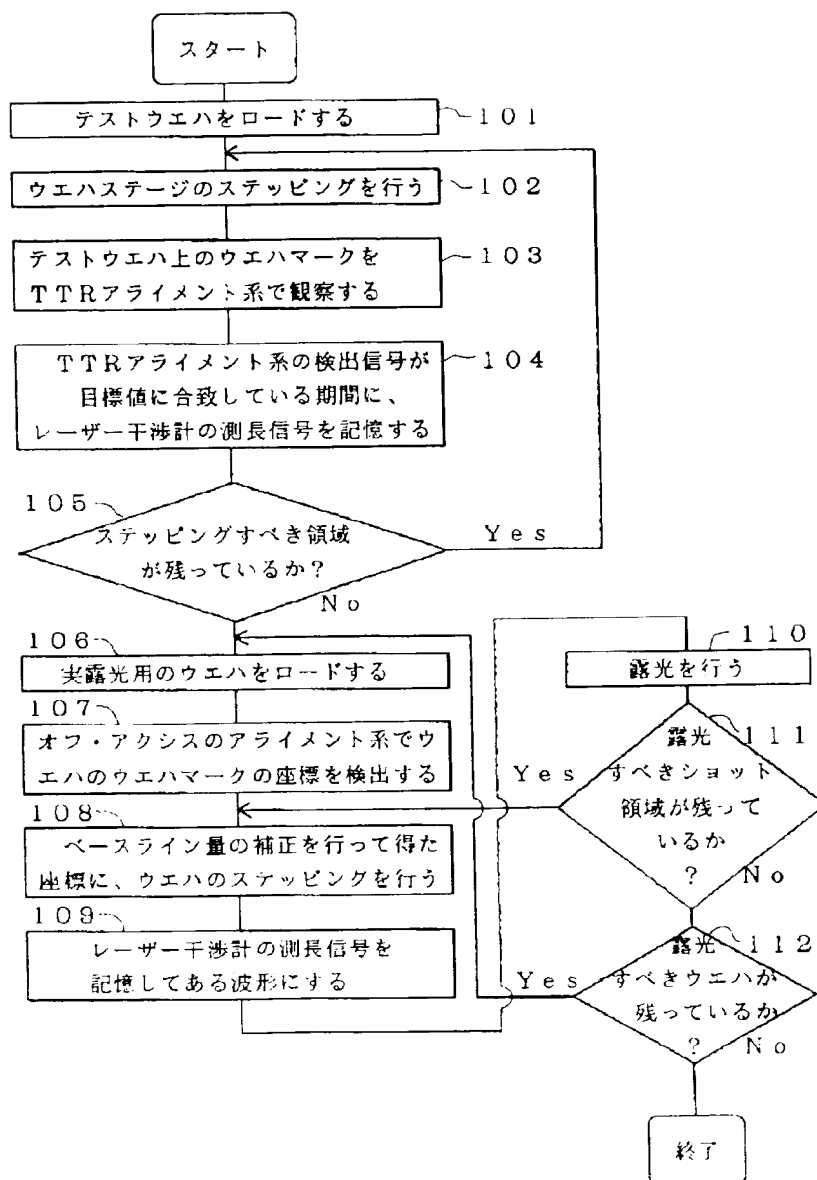 スタート
テストウエハをロードする
101
ウエハステージのステッピングを行う
102
テストウエハ上のウエハマークを
TTRアライメント系で観察する
103
TTRアライメント系の検出信号が
目標値に合致している期間に、
レーザー干渉計の測長信号を記憶する
104
105
ステッピングすべき領域
が残っているか?
Yes
No
106
実露光用のウエハをロードする
107
オフ・アクシスのアライメント系でウ
エハのウエハマークの座標を検出する
108
ベースライン量の補正を行って得た
座標に、ウエハのステッピングを行う
109
レーザー干渉計の測長信号を
記憶してある波形にする
110
露光を行う
111
露光
すべきショット
領域が残って
いるか
?
Yes
No
112
露光
すべきウエハが
残っているか
?
Yes
No
終了